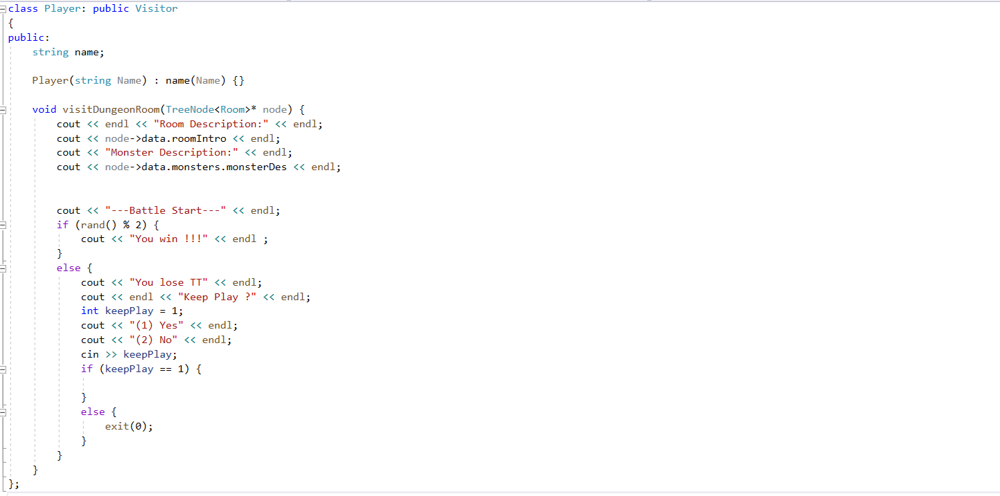 class Player: public Visitor
{
public:
    string name;

    Player(string Name) : name(Name) {}

    void visitDungeonRoom(TreeNode<Room>* node) {
        cout << endl << "Room Description:" << endl;
        cout << node->data.roomIntro << endl;
        cout << "Monster Description:" << endl;
        cout << node->data.monsters.monsterDes << endl;


        cout << "---Battle Start---" << endl;
        if (rand() % 2) {
            cout << "You win !!!" << endl ;
        }
        else {
            cout << "You lose TT" << endl;
            cout << endl << "Keep Play ?" << endl;
            int keepPlay = 1;
            cout << "(1) Yes" << endl;
            cout << "(2) No" << endl;
            cin >> keepPlay;
            if (keepPlay == 1) {

            }
            else {
                exit(0);
            }
        }
    }
};